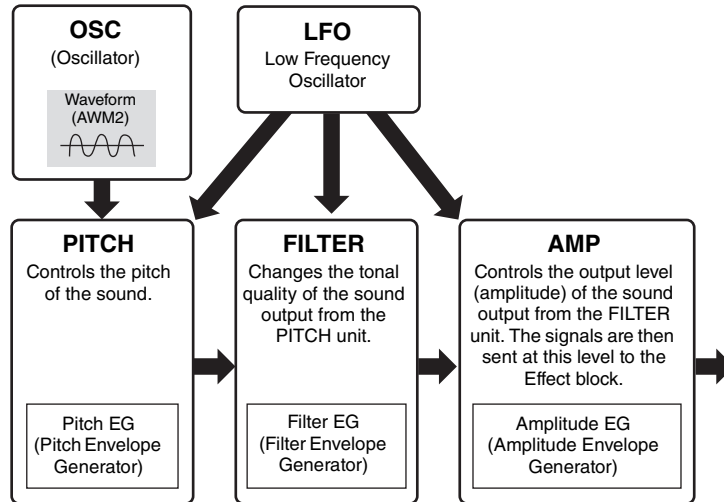 OSC
(Oscillator)
Waveform
(AWM2)
LFO
Low Frequency
Oscillator
PITCH
Controls the pitch
of the sound.
Pitch EG
(Pitch Envelope
Generator)
FILTER
Changes the tonal
quality of the sound
output from the
PITCH unit.
Filter EG
(Filter Envelope
Generator)
AMP
Controls the output level
(amplitude) of the sound
output from the FILTER
unit. The signals are then
sent at this level to the
Effect block.
Amplitude EG
(Amplitude Envelope
Generator)